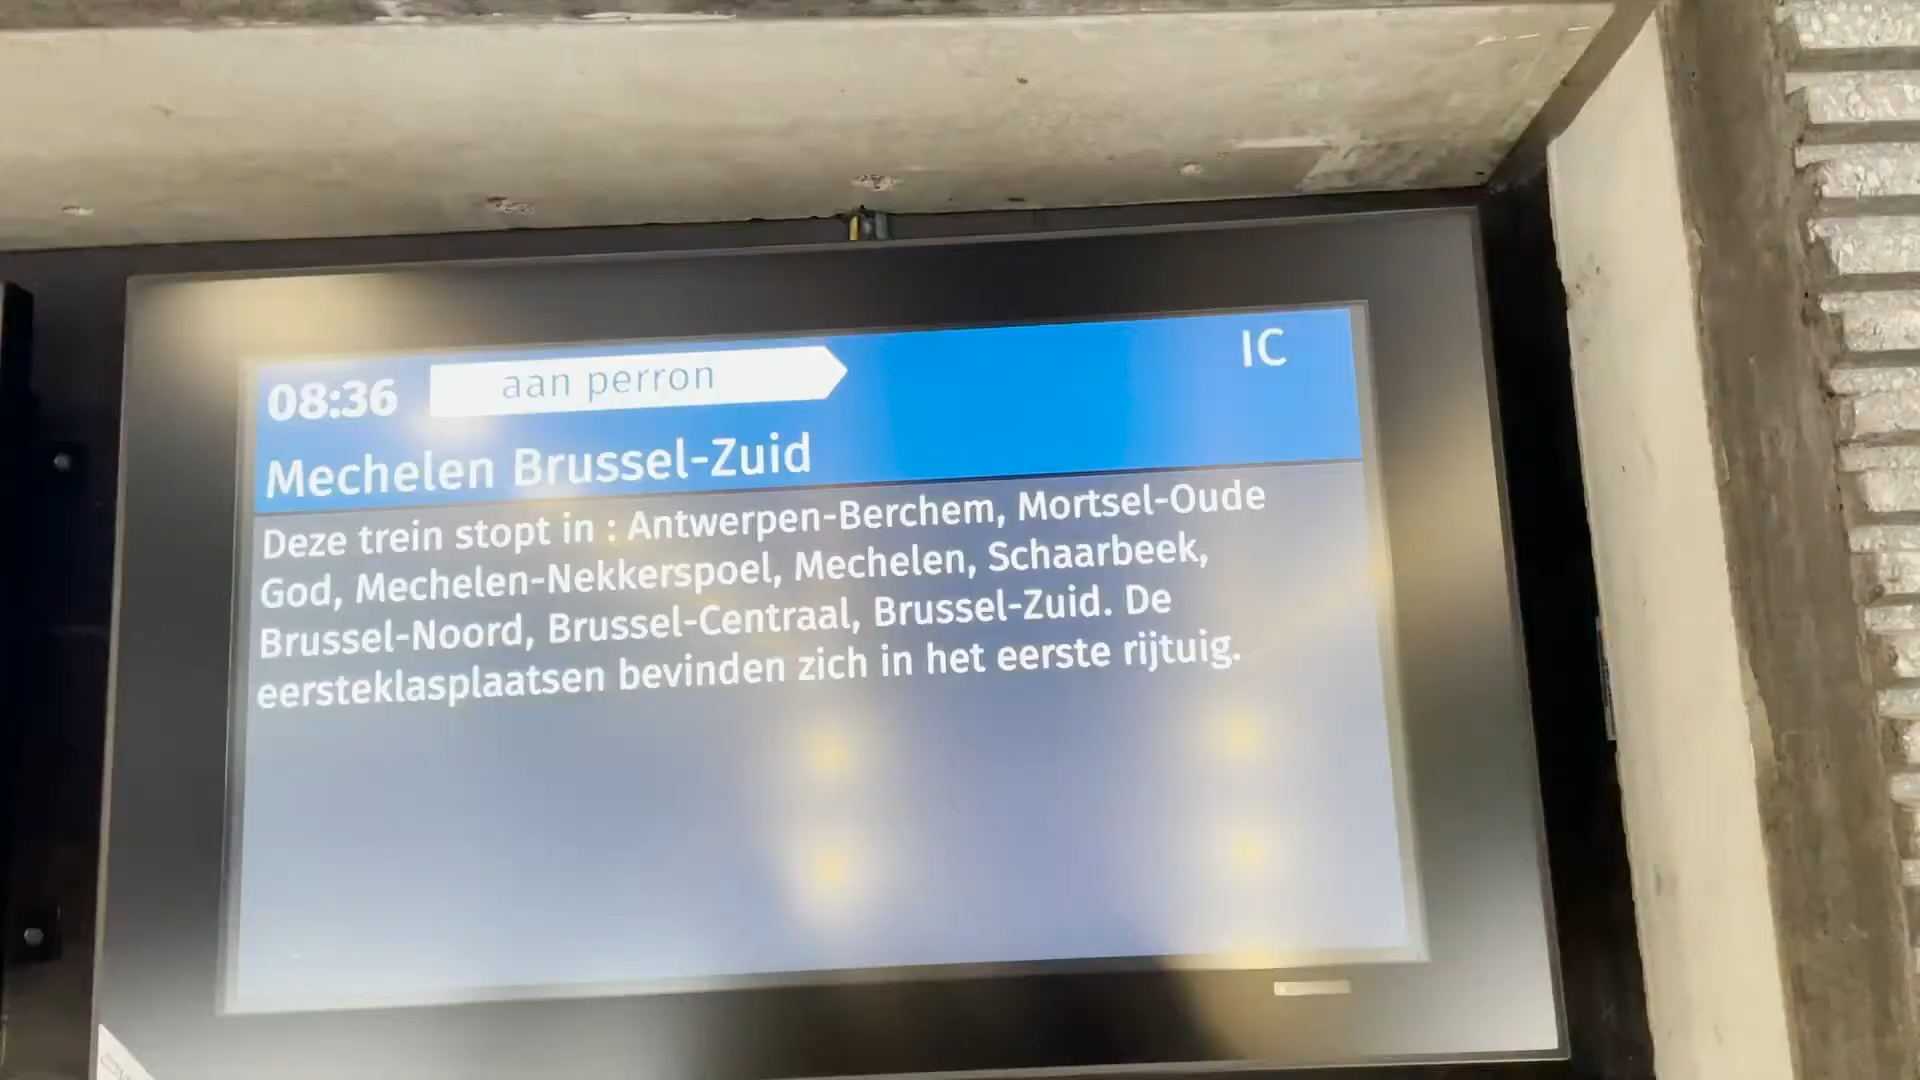 08:36 aan perron IC
Mechelen Brussel-Zuid
Deze trein stopt in : Antwerpen-Berchem, Mortsel-Oude
God, Mechelen-Nekkerspoel, Mechelen, Schaarbeek,
Brussel-Noord, Brussel-Centraal, Brussel-Zuid. De
eersteklasplaatsen bevinden zich in het eerste rijtuig.